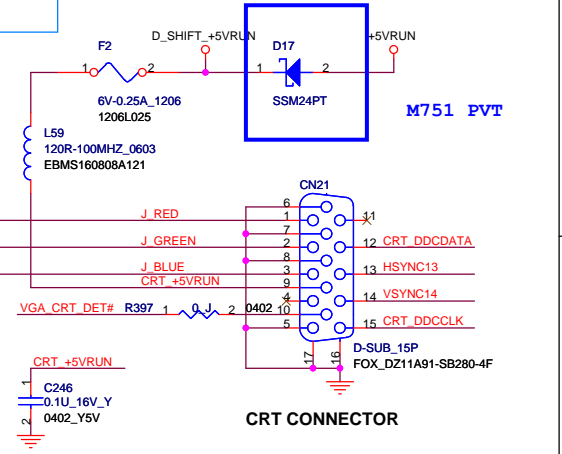 D_SHIFT_+5VRUN
+5VRUN
F2
D17
1
2
1
2
6V-0.25A_1206
1206L025
SSM24PT
M751 PVT
L59
120R-100MHZ_0603
EBMS160808A121
CN21
6
J_RED
1
11
7
J_GREEN
2
12
CRT_DDCDATA
8
J_BLUE
3
13
HSYNC13
CRT_+5VRUN
9
4
14
VSYNC14
VGA_CRT_DET#
R397
1
0_J
2
0402
10
5
15
CRT_DDCCLK
D-SUB_15P
17
16
FOX_DZ11A91-SB280-4F
CRT_+5VRUN
1
C246
0.1U_16V_Y
0402_Y5V
2
CRT CONNECTOR